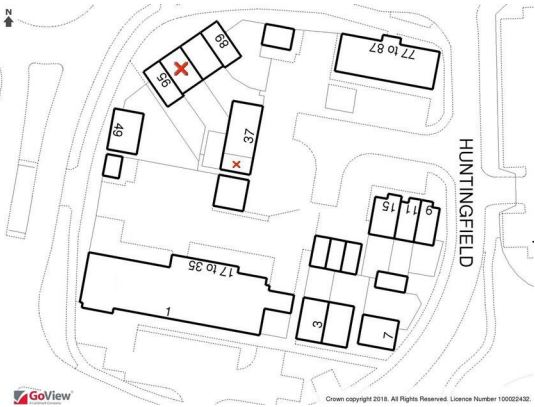 N
89
95
77 to 87
49
37
HUNTINGFIELD
15
11
9
17 to 35
1
3
7
GoView
Crown copyright 2018. All Rights Reserved. Licence Number 100022432.